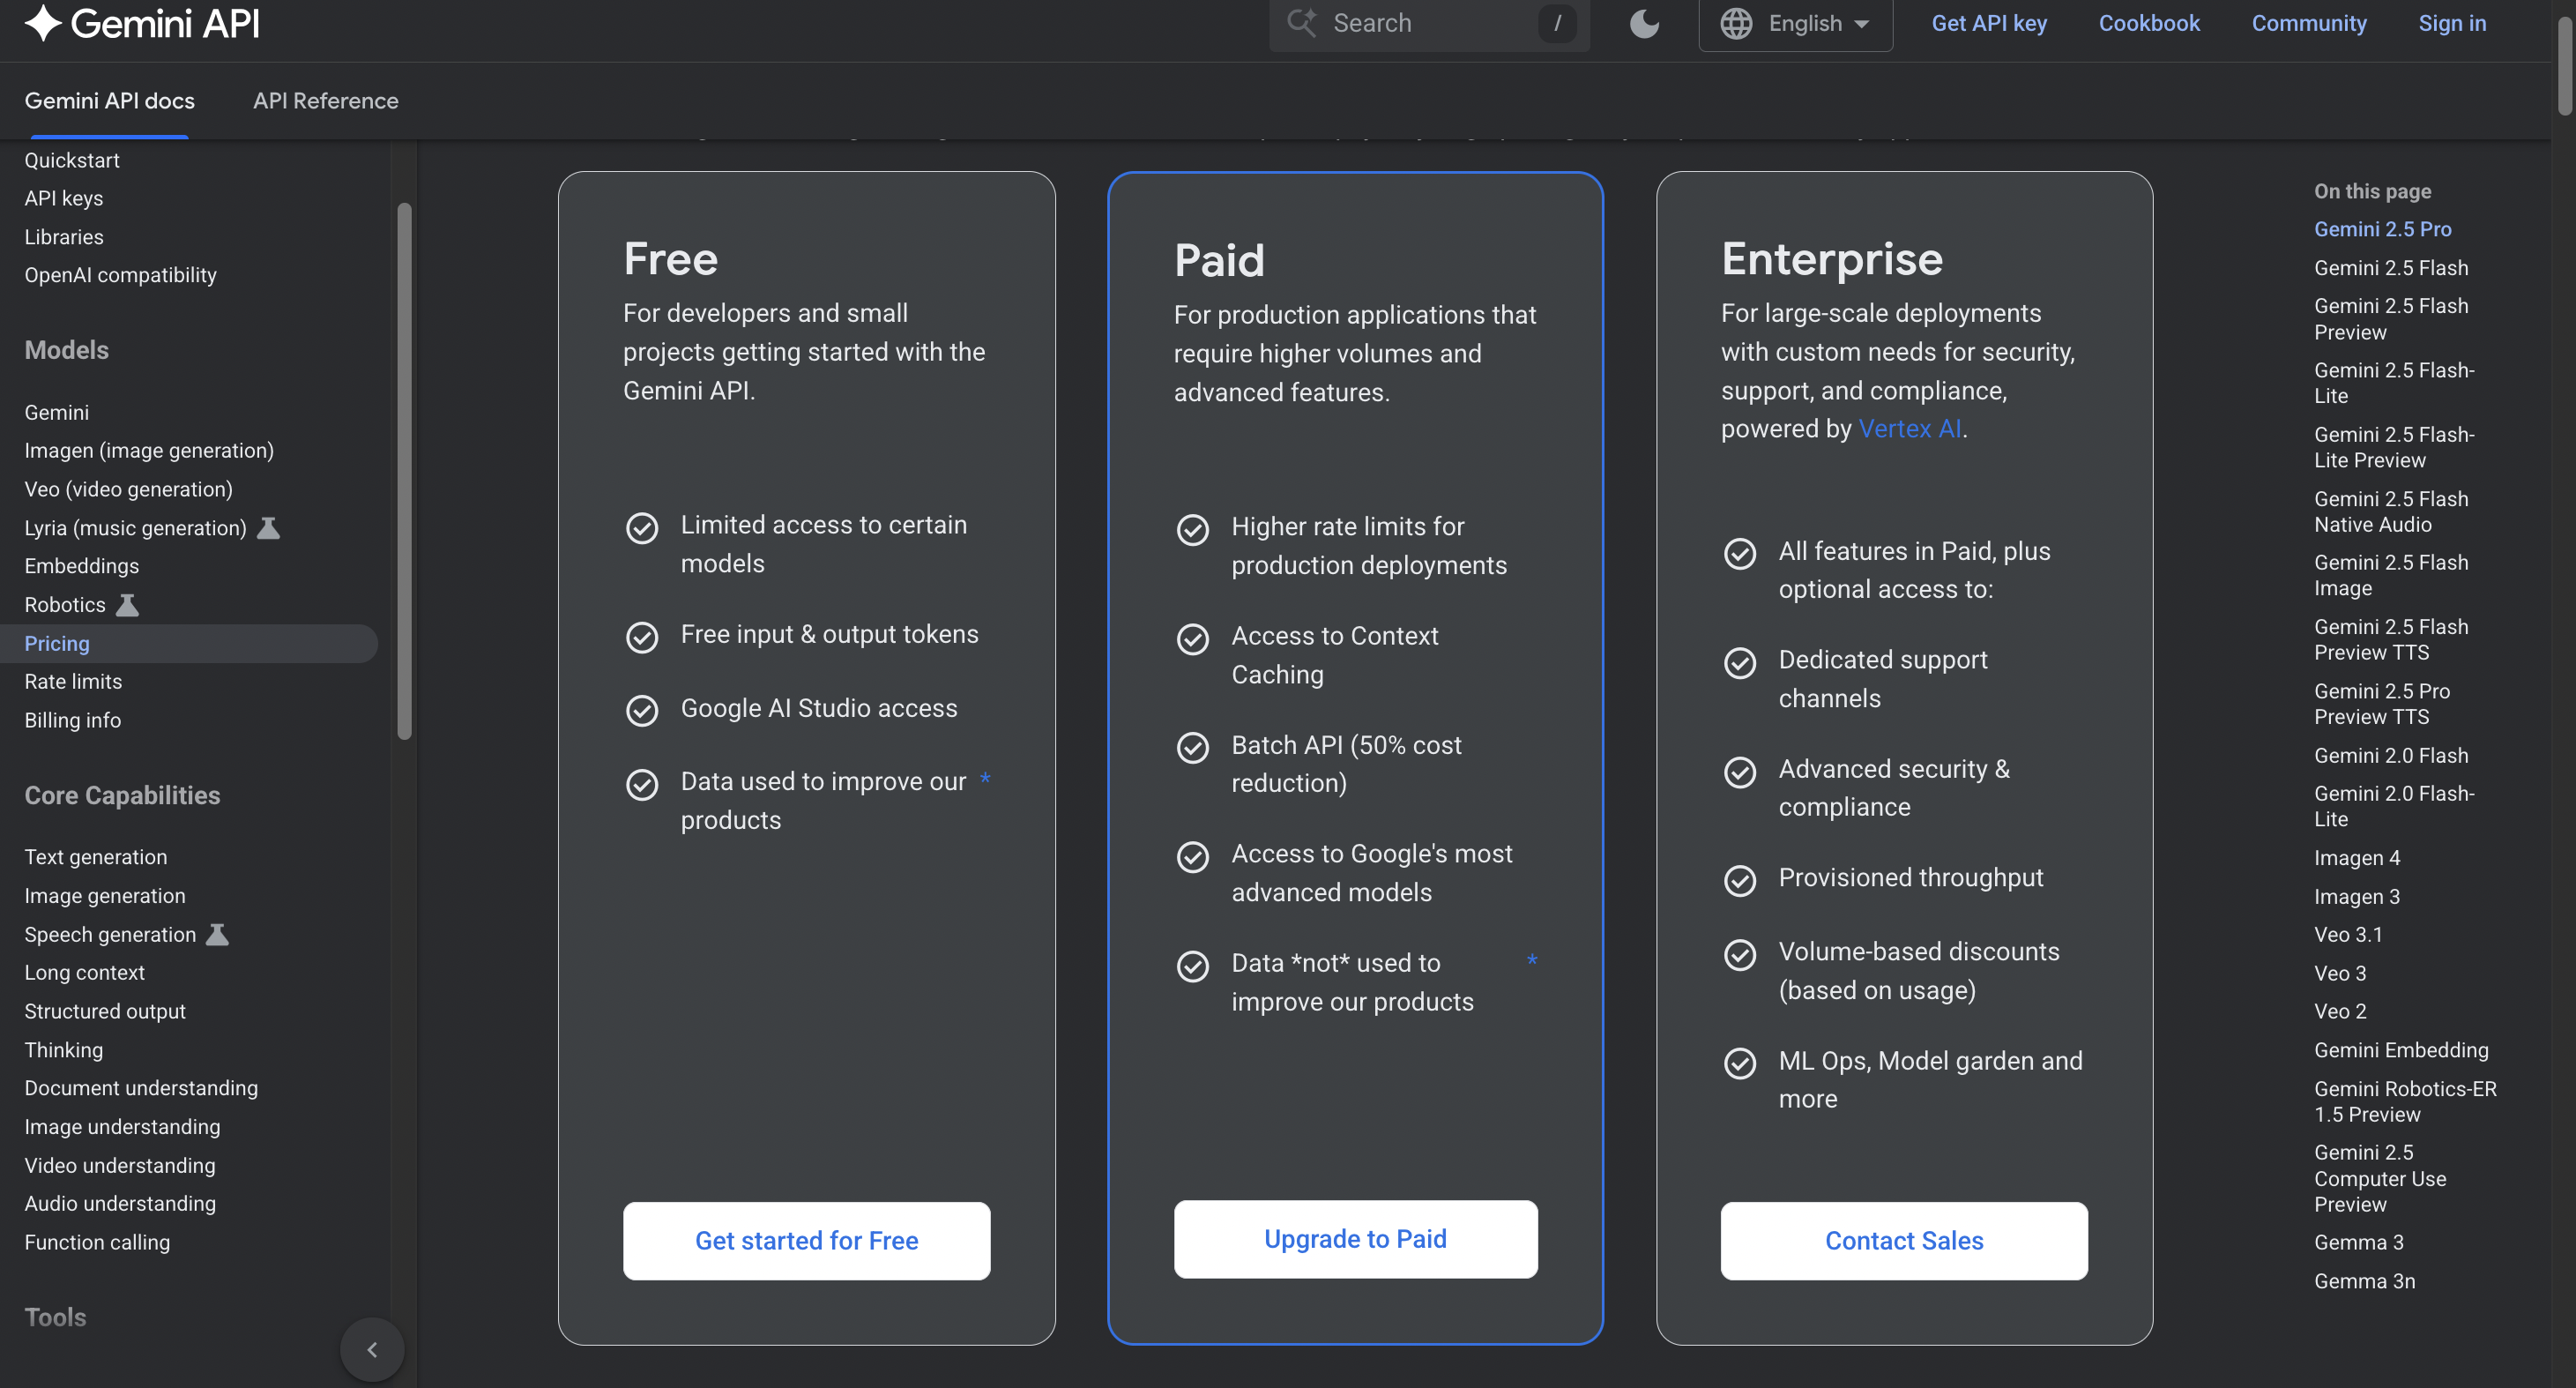 Gemini API
Search
/
English
Get API key
Cookbook
Community
Sign in
Gemini API docs
API Reference
Quickstart
API keys
Libraries
OpenAI compatibility
Models
Gemini
Imagen (image generation)
Veo (video generation)
Lyria (music generation)
Embeddings
Robotics
Pricing
Rate limits
Billing info
Core Capabilities
Text generation
Image generation
Speech generation
Long context
Structured output
Thinking
Document understanding
Image understanding
Video understanding
Audio understanding
Function calling
Tools
Free
For developers and small
projects getting started with the
Gemini API.
Limited access to certain
models
Free input & output tokens
Google AI Studio access
Data used to improve our *
products
Get started for Free
Paid
For production applications that
require higher volumes and
advanced features.
Higher rate limits for
production deployments
Access to Context
Caching
Batch API (50% cost
reduction)
Access to Google's most
advanced models
Data *not* used to *
improve our products
Upgrade to Paid
Enterprise
For large-scale deployments
with custom needs for security,
support, and compliance,
powered by Vertex AI.
All features in Paid, plus
optional access to:
Dedicated support
channels
Advanced security &
compliance
Provisioned throughput
Volume-based discounts
(based on usage)
ML Ops, Model garden and
more
Contact Sales
On this page
Gemini 2.5 Pro
Gemini 2.5 Flash
Gemini 2.5 Flash
Preview
Gemini 2.5 Flash-
Lite
Gemini 2.5 Flash-
Lite Preview
Gemini 2.5 Flash
Native Audio
Gemini 2.5 Flash
Image
Gemini 2.5 Flash
Preview TTS
Gemini 2.5 Pro
Preview TTS
Gemini 2.0 Flash
Gemini 2.0 Flash-
Lite
Imagen 4
Imagen 3
Veo 3.1
Veo 3
Veo 2
Gemini Embedding
Gemini Robotics-ER
1.5 Preview
Gemini 2.5
Computer Use
Preview
Gemma 3
Gemma 3n